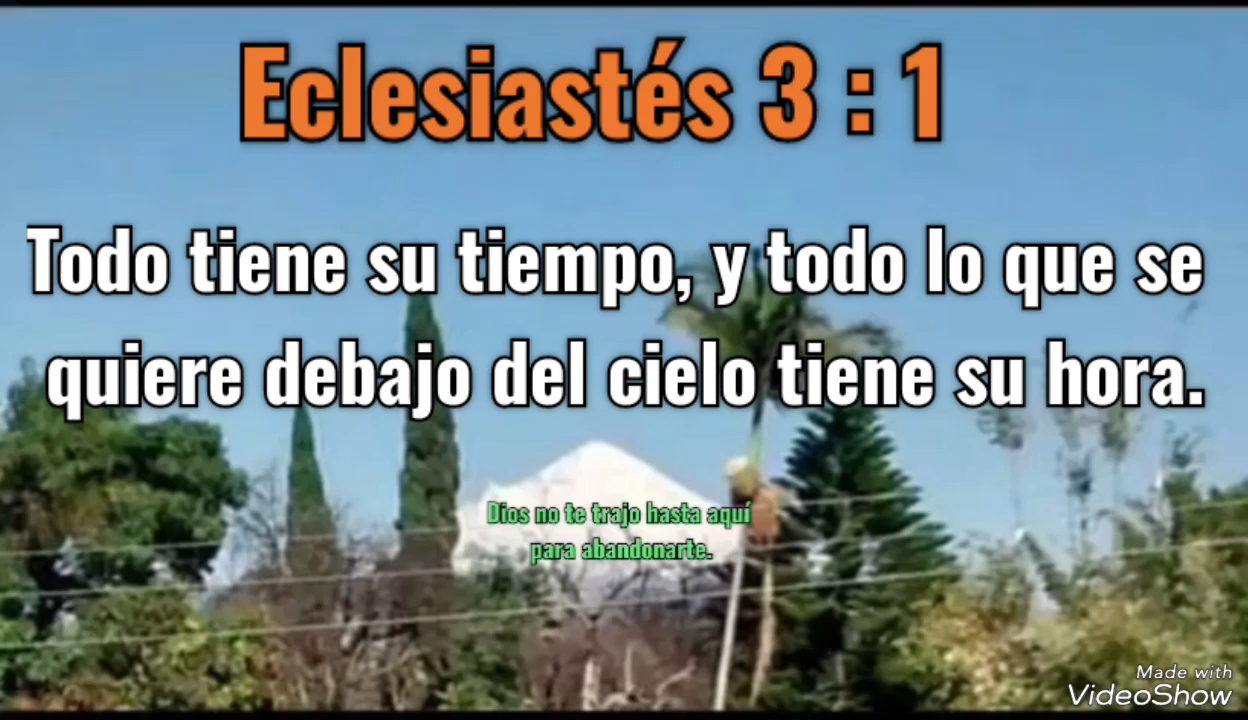 Eclesiastés 3 : 1
Todo tiene su tiempo, y todo lo que se
quiere debajo del cielo tiene su hora.
Dios no te trajo hasta aquí
para abandonarte.
Made with
VideoShow